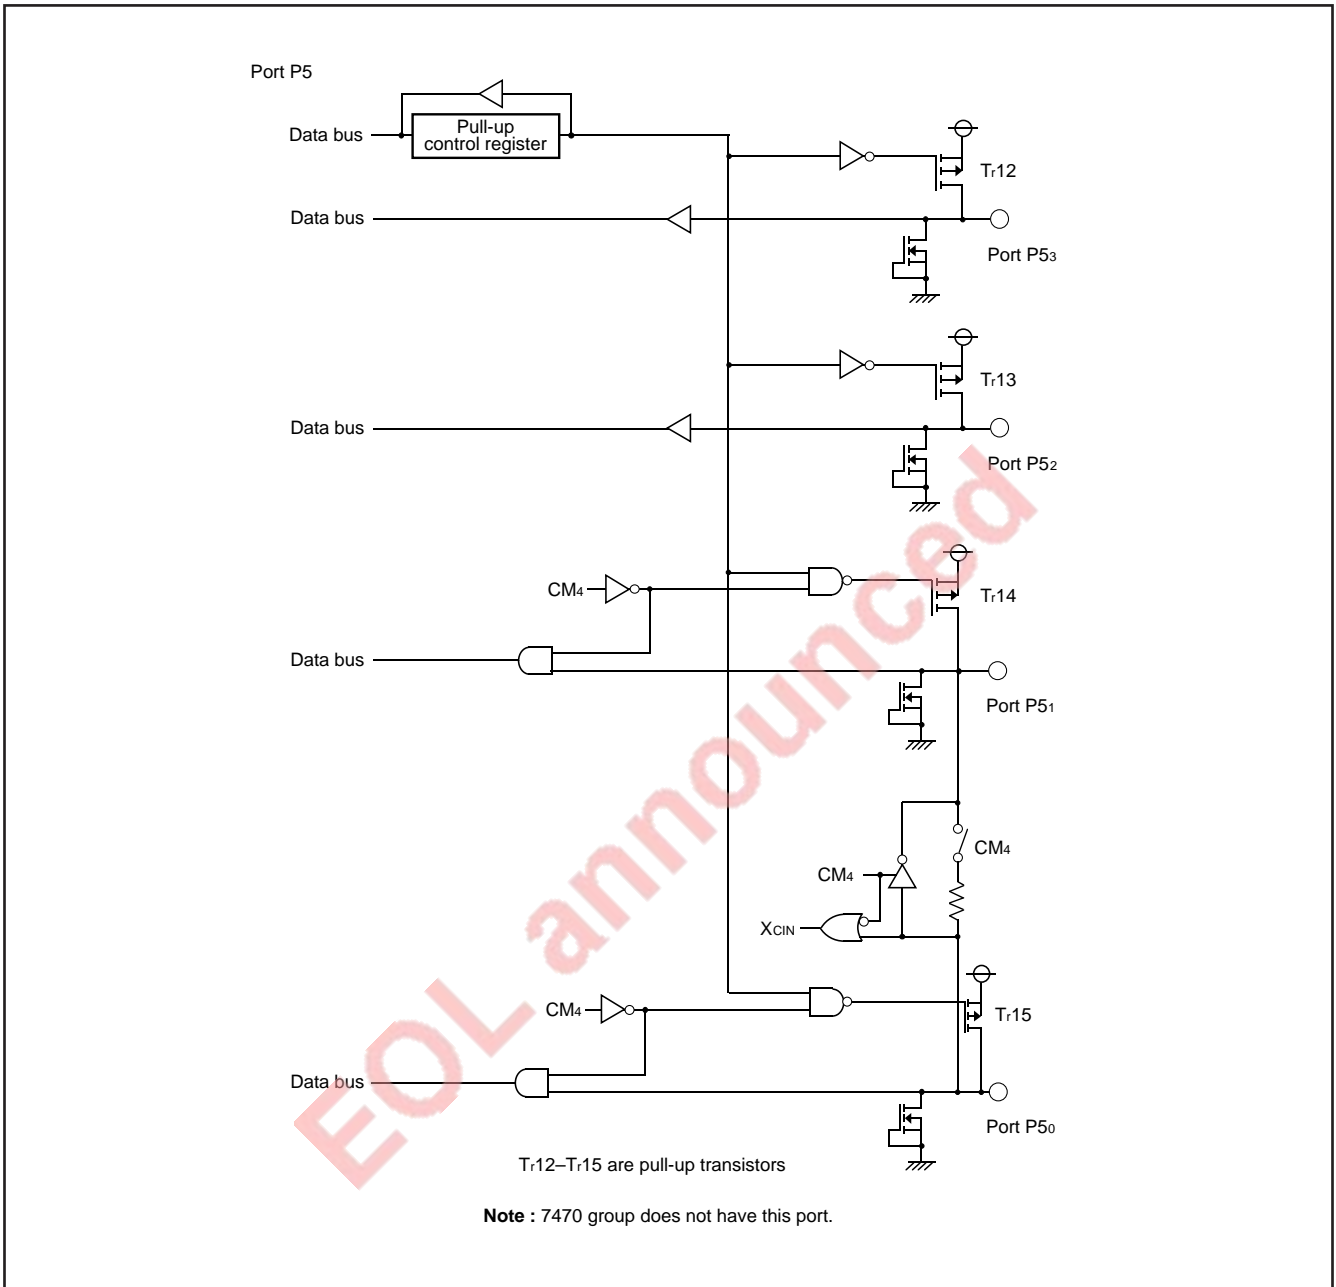 Port P5
Data bus
Pull-up
control register
Tr12
Data bus
Port P53
Tr13
Data bus
Port P52
CM4
Tr14
Data bus
Port P51
CM4
CM4
XCIN
CM4
Tr15
Data bus
Port P50
Tr12–Tr15 are pull-up transistors
Note : 7470 group does not have this port.
EOL announced